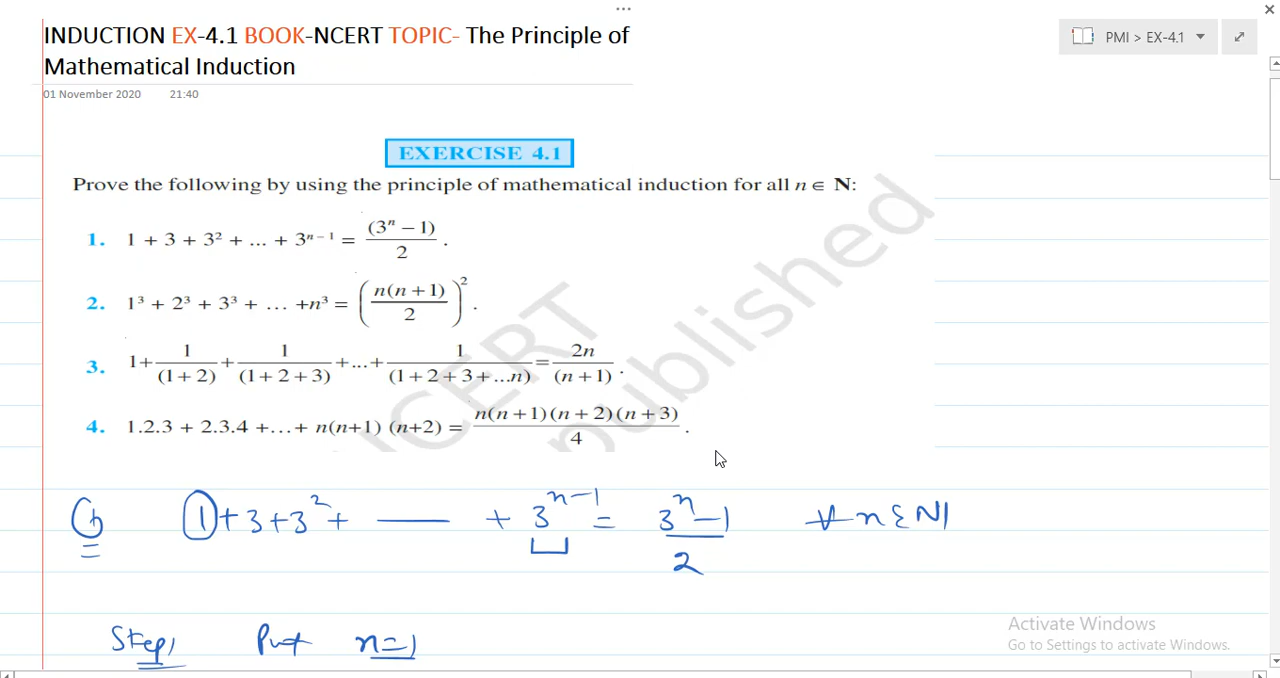 ...
INDUCTION EX-4.1 BOOK-NCERT TOPIC- The Principle of
Mathematical Induction
PMI > EX-4.1
01 November 2020 21:40
EXERCISE 4.1
Prove the following by using the principle of mathematical induction for all n ∈ N:
1. 1 + 3 + 3² + ... + 3ⁿ⁻¹ = (3ⁿ − 1)/2 .
2. 1³ + 2³ + 3³ + … +n³ = (n(n+1)/2)² .
3. 1+ 1/(1+2) + 1/(1+2+3) +...+ 1/(1+2+3+...n) = 2n/(n+1) .
4. 1.2.3 + 2.3.4 +...+ n(n+1) (n+2) = n(n+1)(n+2)(n+3)/4 .
NCERT
published
1+3+3²+ —— + 3ⁿ⁻¹ = 3ⁿ−1/2 ∀ n ∈ N
Step 1 Put n=1
Activate Windows
Go to Settings to activate Windows.